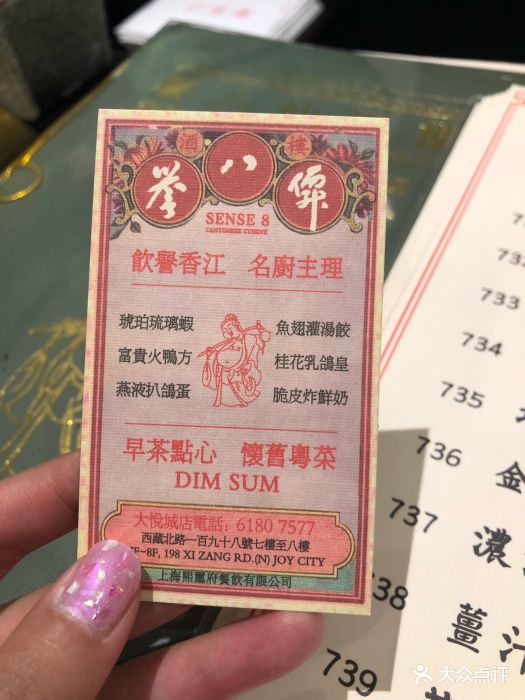 酒 樓
誉 八 僊
SENSE 8
CANTONESE CUISINE
飲譽香江 名廚主理
琥珀琉璃蝦 魚翅灌湯餃
富貴火鴨方 桂花乳鴿皇
燕液扒鴿蛋 脆皮炸鮮奶
早茶點心 懷舊粵菜
DIM SUM
大悅城店電話：6180 7577
西藏北路一百九十八號七樓至八樓
7F-8F, 198 XI ZANG RD.(N) JOY CITY
上海熙龍府餐飲有限公司
733
734
735
736 金
737 濃
738 薑汁
739
大众点评